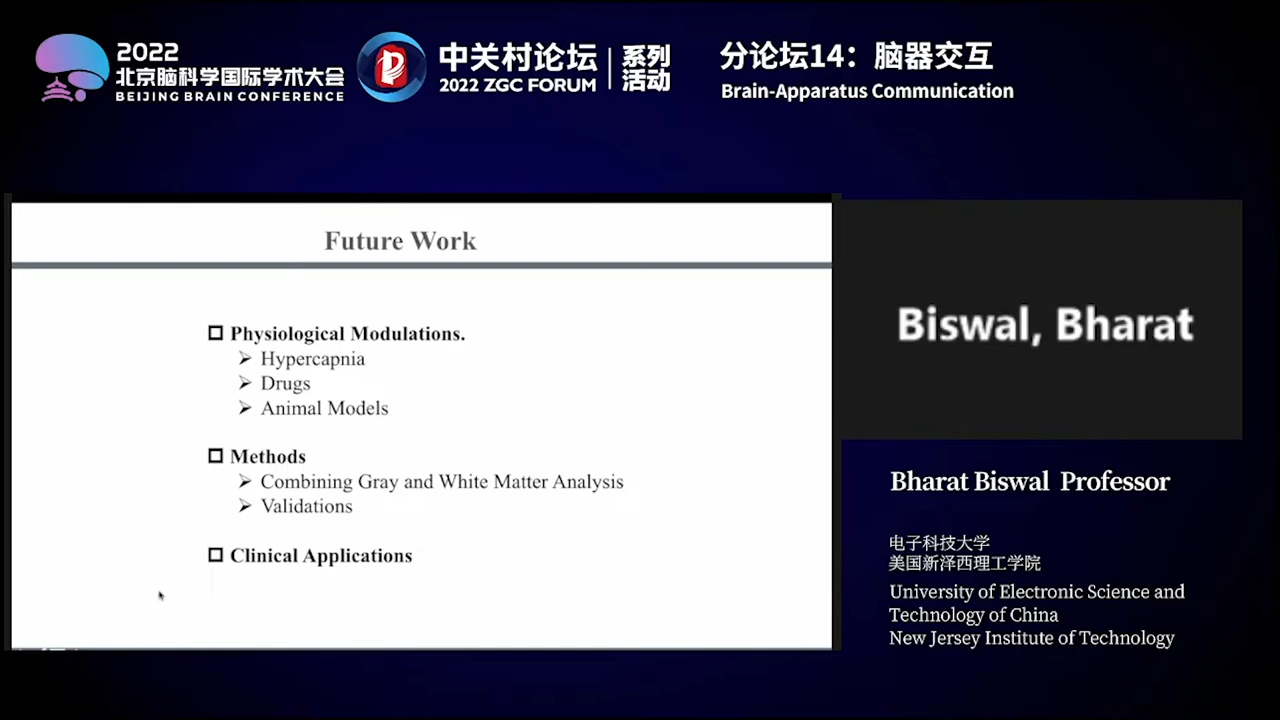 2022
北京脑科学国际学术大会
BEIJING BRAIN CONFERENCE
中关村论坛
2022 ZGC FORUM
系列
活动
分论坛14：脑器交互
Brain-Apparatus Communication
Future Work
Physiological Modulations.
Hypercapnia
Drugs
Animal Models
Methods
Combining Gray and White Matter Analysis
Validations
Clinical Applications
Biswal, Bharat
Bharat Biswal Professor
电子科技大学
美国新泽西理工学院
University of Electronic Science and
Technology of China
New Jersey Institute of Technology